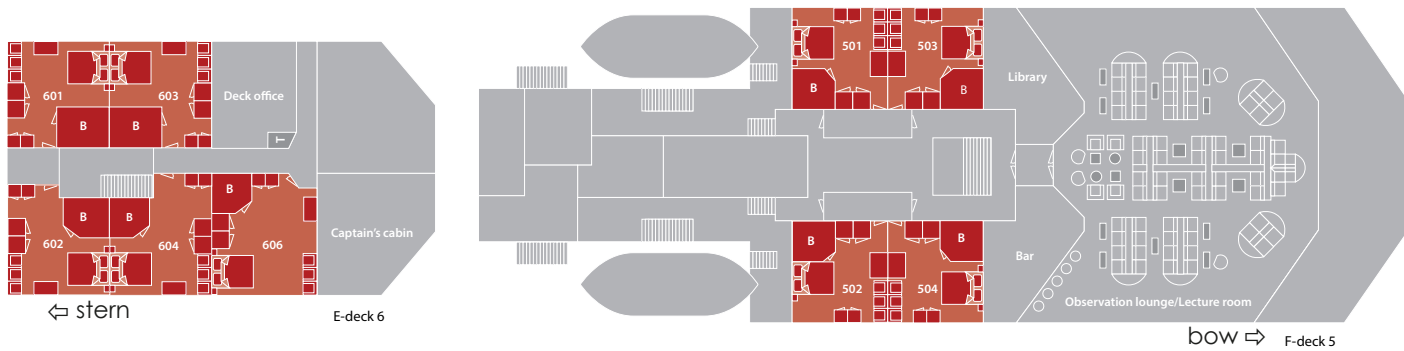 601
603
B
B
Deck office
T
B
B
B
602
604
606
Captain's cabin
⇦ stern
E-deck 6
501
503
B
B
Library
B
B
502
504
Bar
Observation lounge/Lecture room
bow ⇨
F-deck 5